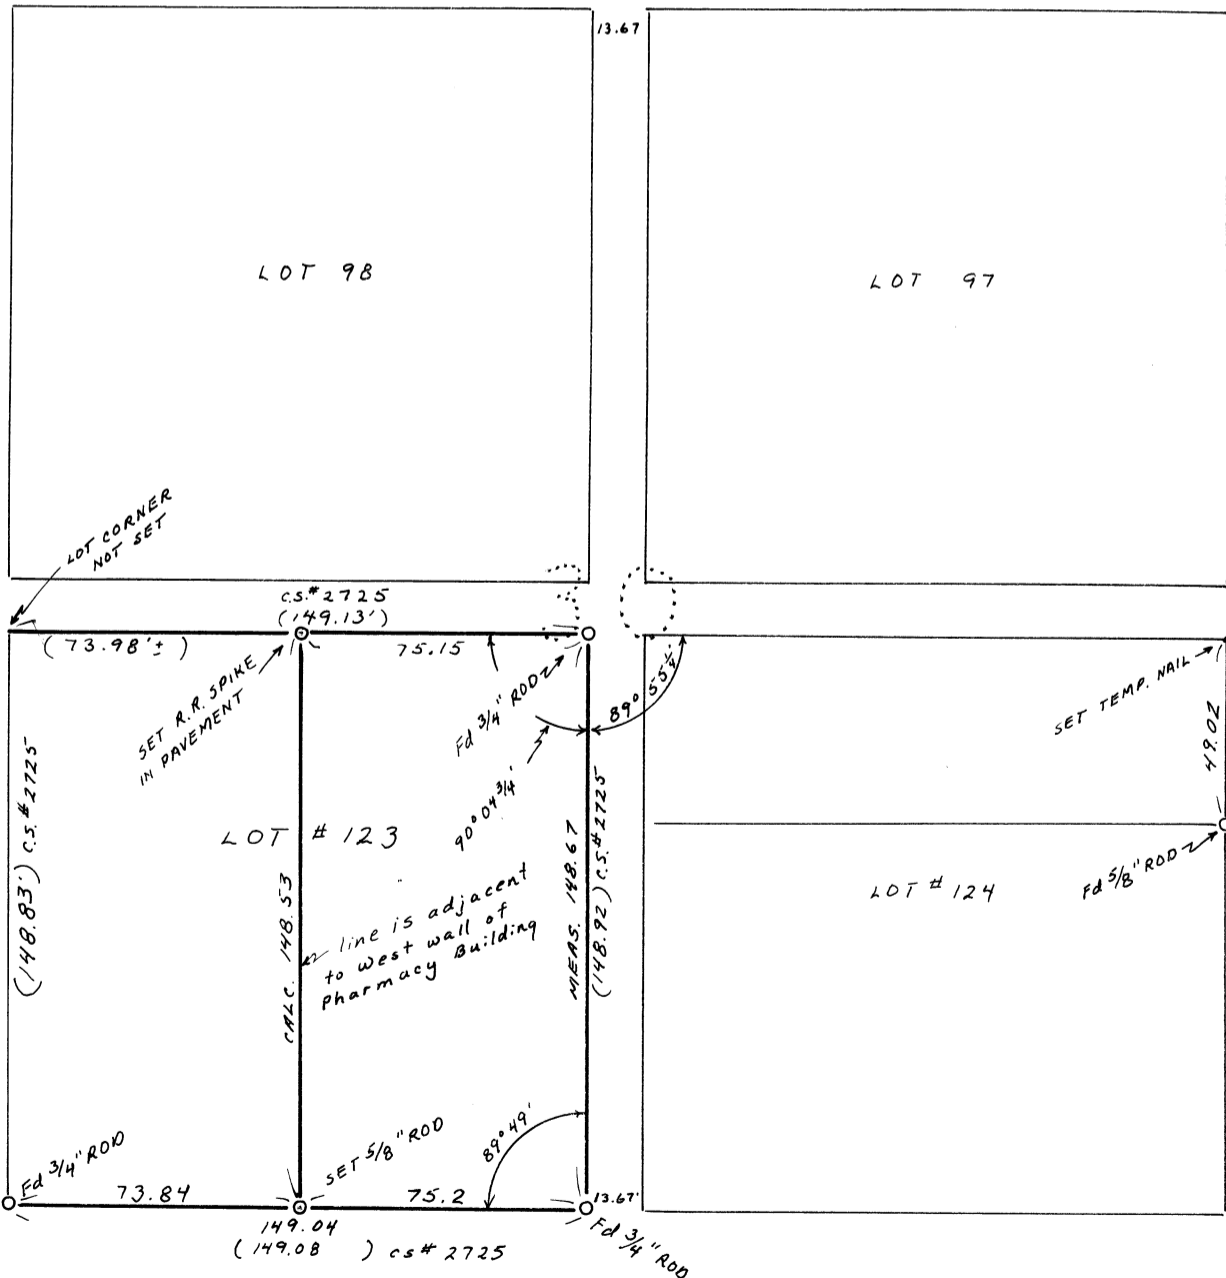 13.67
LOT 98
LOT 97
LOT CORNER
NOT SET
c.s.# 2725
(149.13')
(73.98'±)
75.15
SET R.R. SPIKE
IN PAVEMENT
Fd 3/4" ROD
89° 55 1/4'
90° 04 3/4'
SET TEMP. NAIL
49.02
(148.83') c.s.# 2725
LOT # 123
CALC. 148.53
line is adjacent
to west wall of
Pharmacy Building
MEAS. 148.67
(148.92) c.s.# 2725
LOT # 124
Fd 5/8" ROD
Fd 3/4" ROD
73.84
SET 5/8" ROD
89° 49'
75.2
13.67'
Fd 3/4" ROD
149.04
(149.08 ) cs# 2725